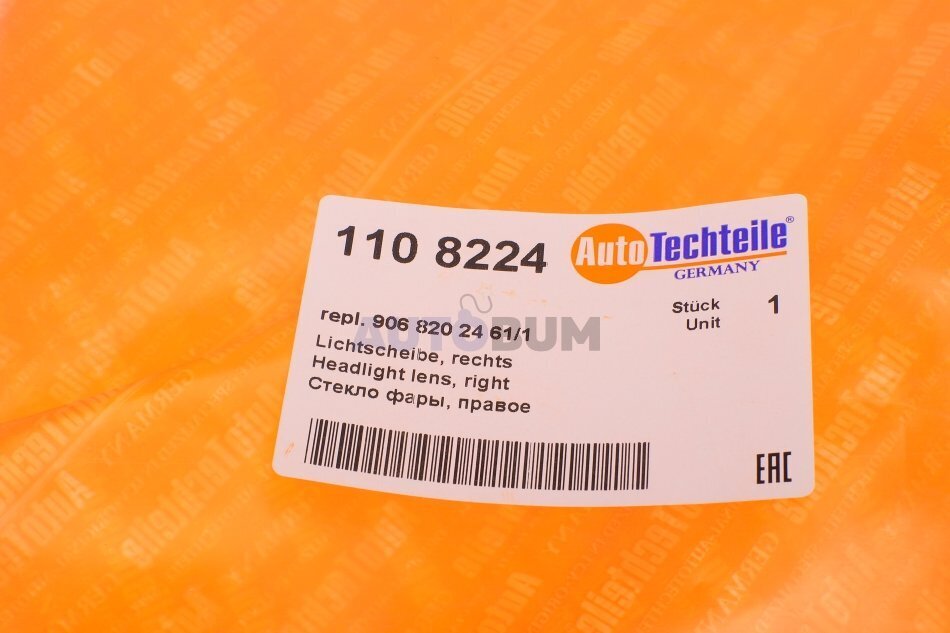 110 8224
AutoTechteile®
GERMANY
Stück 1
Unit
repl. 906 820 24 61/1
AUTOBUM
Lichtscheibe, rechts
Headlight lens, right
Стекло фары, правое
EAC